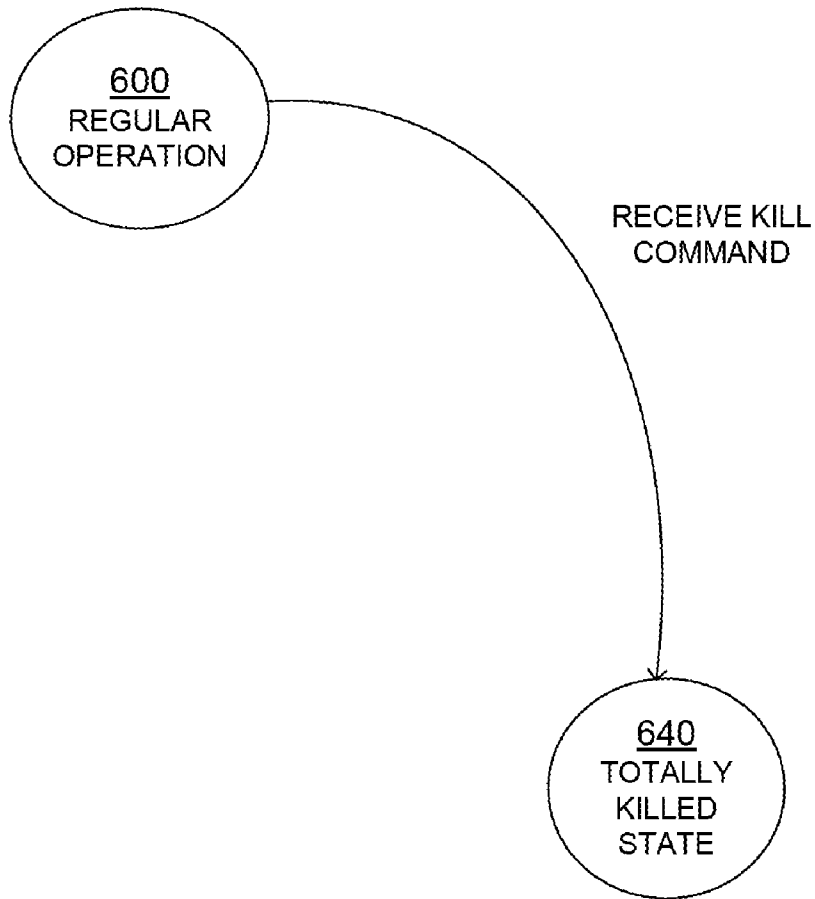 600
REGULAR
OPERATION
RECEIVE KILL
COMMAND
640
TOTALLY
KILLED
STATE